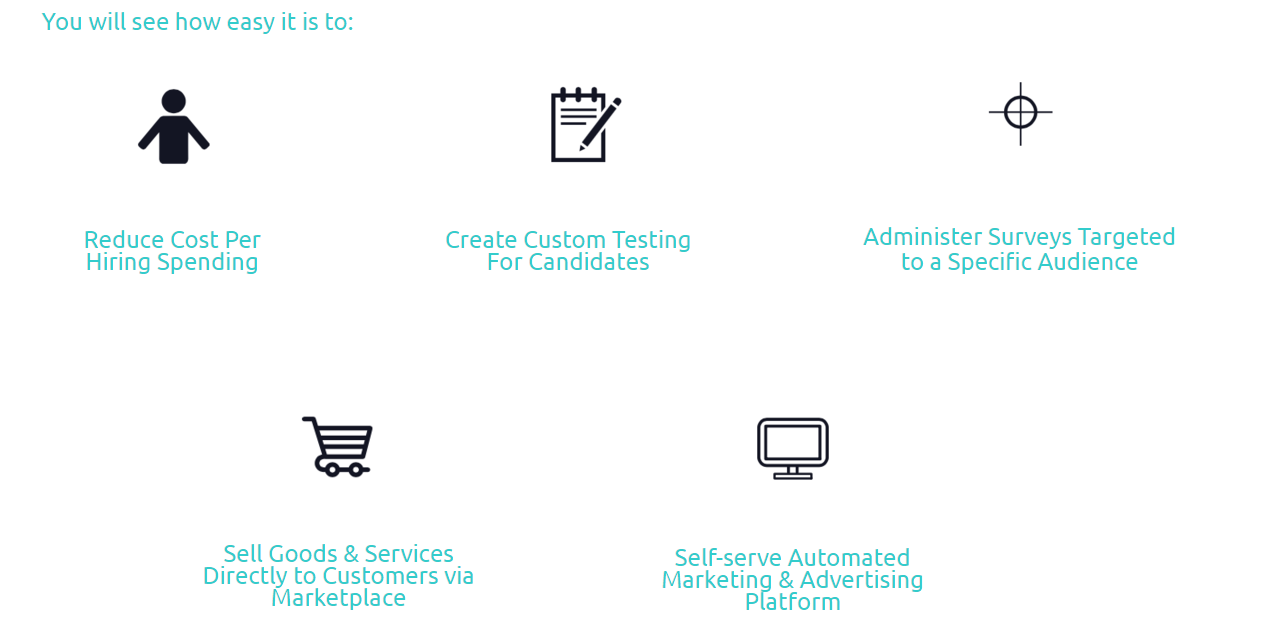 You will see how easy it is to:
Reduce Cost Per
Hiring Spending
Create Custom Testing
For Candidates
Administer Surveys Targeted
to a Specific Audience
Sell Goods & Services
Directly to Customers via
Marketplace
Self-serve Automated
Marketing & Advertising
Platform